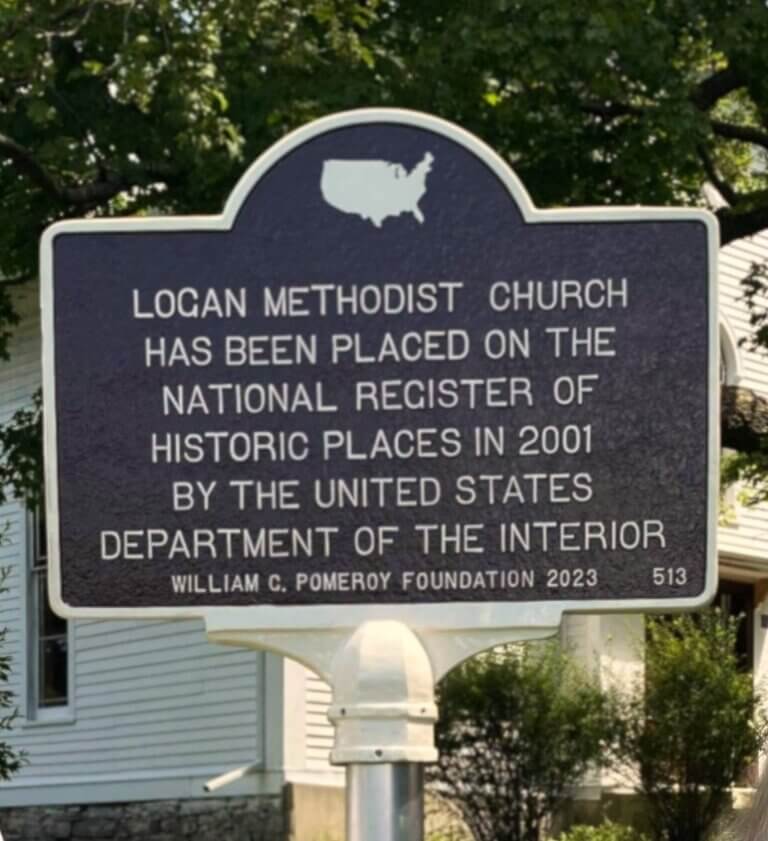 LOGAN METHODIST CHURCH
HAS BEEN PLACED ON THE
NATIONAL REGISTER OF
HISTORIC PLACES IN 2001
BY THE UNITED STATES
DEPARTMENT OF THE INTERIOR
WILLIAM C. POMEROY FOUNDATION 2023 513